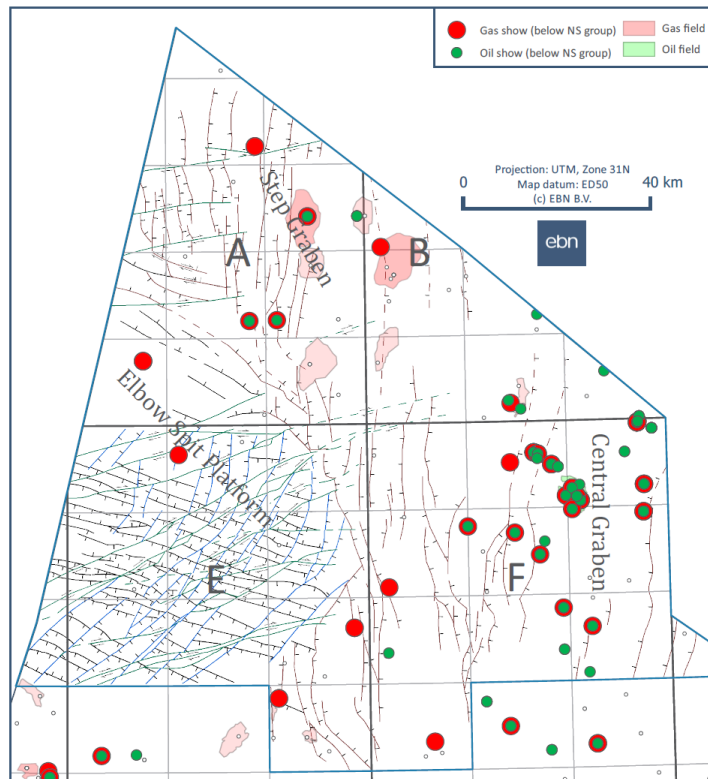 Gas show (below NS group)
Gas field
Oil show (below NS group)
Oil field
Projection: UTM, Zone 31N
Map datum: ED50
(c) EBN B.V.
0
40 km
ebn
Step Graben
A
B
Elbow Spit Platform
Central Graben
E
F